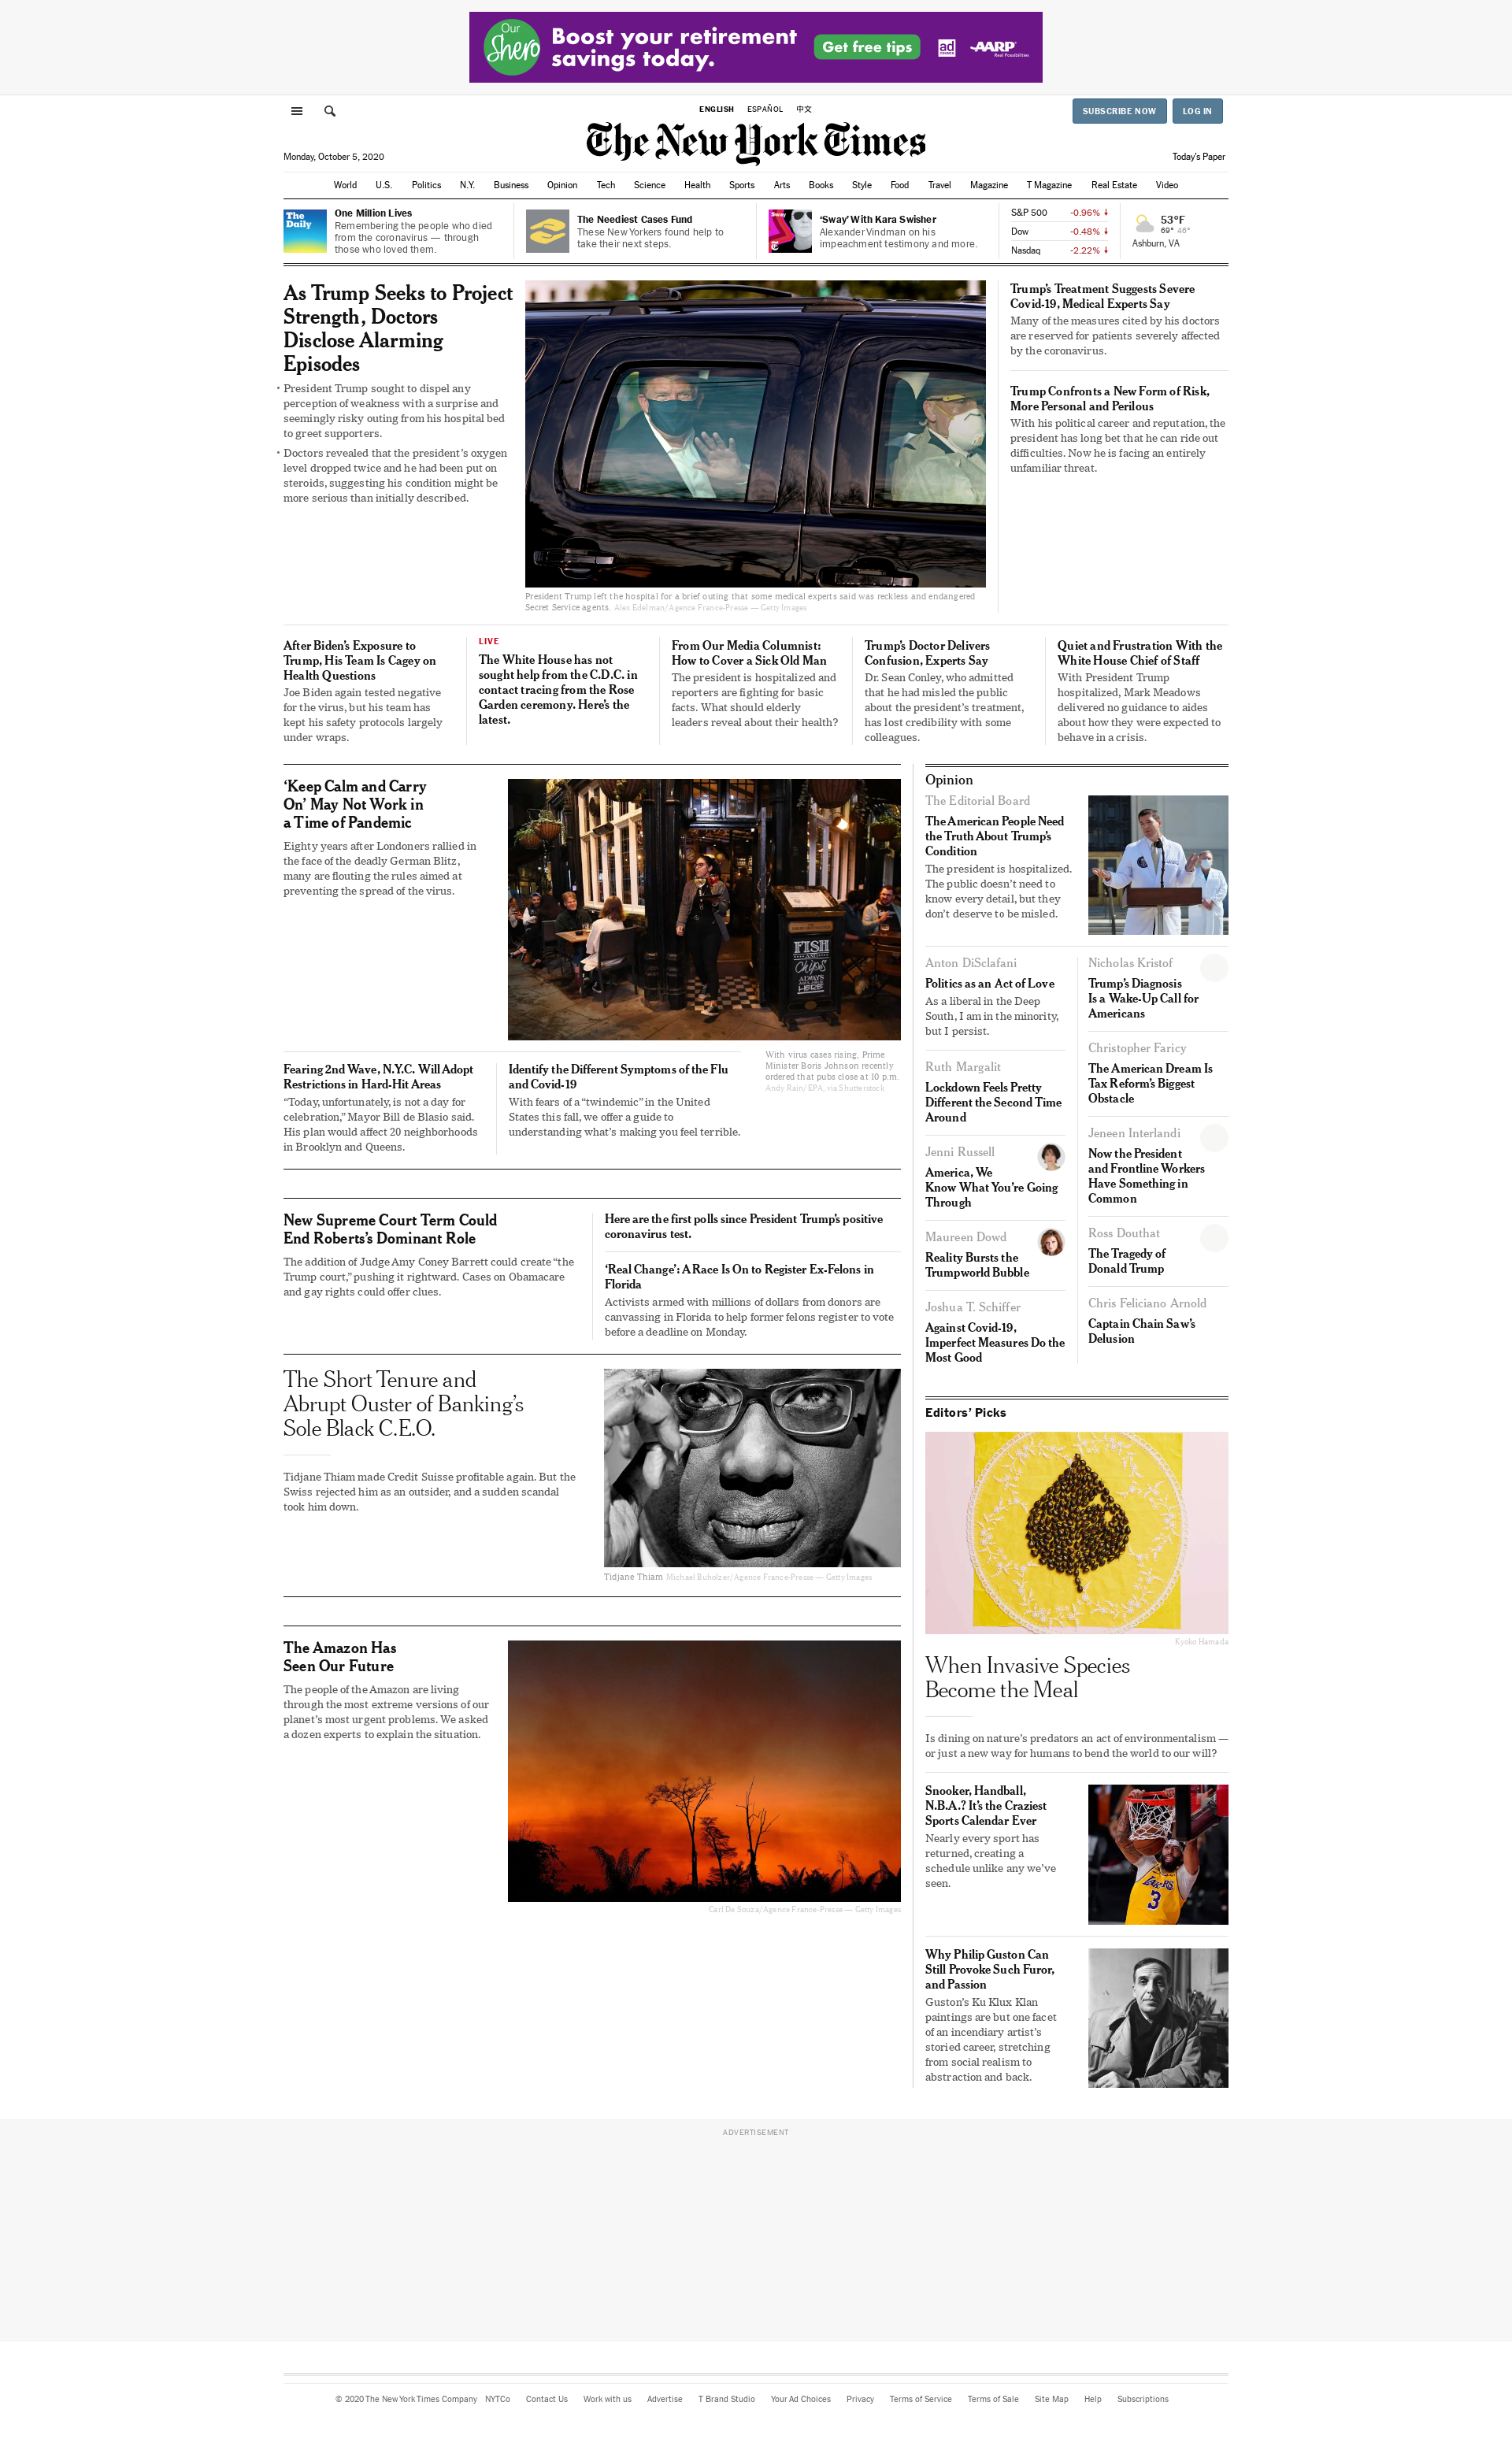 Our
Shero
Boost your retirement
savings today.
Get free tips
ad
COUNCIL
AARP
Real Possibilities
ENGLISH ESPAÑOL 中文
SUBSCRIBE NOW LOG IN
The New York Times
Monday, October 5, 2020
Today's Paper
World U.S. Politics N.Y. Business Opinion Tech Science Health Sports Arts Books Style Food Travel Magazine T Magazine Real Estate Video
The
Daily
One Million Lives
Remembering the people who died
from the coronavirus — through
those who loved them.
The Neediest Cases Fund
These New Yorkers found help to
take their next steps.
Sway
'Sway' With Kara Swisher
Alexander Vindman on his
impeachment testimony and more.
S&P 500 -0.96% ↓
Dow -0.48% ↓
Nasdaq -2.22% ↓
53°F
69° 46°
Ashburn, VA
As Trump Seeks to Project
Strength, Doctors
Disclose Alarming
Episodes
• President Trump sought to dispel any
perception of weakness with a surprise and
seemingly risky outing from his hospital bed
to greet supporters.
• Doctors revealed that the president's oxygen
level dropped twice and he had been put on
steroids, suggesting his condition might be
more serious than initially described.
President Trump left the hospital for a brief outing that some medical experts said was reckless and endangered
Secret Service agents. Alex Edelman/Agence France-Presse — Getty Images
Trump's Treatment Suggests Severe
Covid-19, Medical Experts Say
Many of the measures cited by his doctors
are reserved for patients severely affected
by the coronavirus.
Trump Confronts a New Form of Risk,
More Personal and Perilous
With his political career and reputation, the
president has long bet that he can ride out
difficulties. Now he is facing an entirely
unfamiliar threat.
After Biden's Exposure to
Trump, His Team Is Cagey on
Health Questions
Joe Biden again tested negative
for the virus, but his team has
kept his safety protocols largely
under wraps.
LIVE
The White House has not
sought help from the C.D.C. in
contact tracing from the Rose
Garden ceremony. Here's the
latest.
From Our Media Columnist:
How to Cover a Sick Old Man
The president is hospitalized and
reporters are fighting for basic
facts. What should elderly
leaders reveal about their health?
Trump's Doctor Delivers
Confusion, Experts Say
Dr. Sean Conley, who admitted
that he had misled the public
about the president's treatment,
has lost credibility with some
colleagues.
Quiet and Frustration With the
White House Chief of Staff
With President Trump
hospitalized, Mark Meadows
delivered no guidance to aides
about how they were expected to
behave in a crisis.
'Keep Calm and Carry
On' May Not Work in
a Time of Pandemic
Eighty years after Londoners rallied in
the face of the deadly German Blitz,
many are flouting the rules aimed at
preventing the spread of the virus.
FISH
AND
Chips
ALWAYS
With virus cases rising, Prime
Minister Boris Johnson recently
ordered that pubs close at 10 p.m.
Andy Rain/EPA, via Shutterstock
Fearing 2nd Wave, N.Y.C. Will Adopt
Restrictions in Hard-Hit Areas
"Today, unfortunately, is not a day for
celebration," Mayor Bill de Blasio said.
His plan would affect 20 neighborhoods
in Brooklyn and Queens.
Identify the Different Symptoms of the Flu
and Covid-19
With fears of a "twindemic" in the United
States this fall, we offer a guide to
understanding what's making you feel terrible.
New Supreme Court Term Could
End Roberts's Dominant Role
The addition of Judge Amy Coney Barrett could create "the
Trump court," pushing it rightward. Cases on Obamacare
and gay rights could offer clues.
Here are the first polls since President Trump's positive
coronavirus test.
'Real Change': A Race Is On to Register Ex-Felons in
Florida
Activists armed with millions of dollars from donors are
canvassing in Florida to help former felons register to vote
before a deadline on Monday.
The Short Tenure and
Abrupt Ouster of Banking's
Sole Black C.E.O.
Tidjane Thiam made Credit Suisse profitable again. But the
Swiss rejected him as an outsider, and a sudden scandal
took him down.
Tidjane Thiam Michael Buholzer/Agence France-Presse — Getty Images
The Amazon Has
Seen Our Future
The people of the Amazon are living
through the most extreme versions of our
planet's most urgent problems. We asked
a dozen experts to explain the situation.
Carl De Souza/Agence France-Presse — Getty Images
Opinion
The Editorial Board
The American People Need
the Truth About Trump's
Condition
The president is hospitalized.
The public doesn't need to
know every detail, but they
don't deserve to be misled.
Anton DiSclafani
Politics as an Act of Love
As a liberal in the Deep
South, I am in the minority,
but I persist.
Ruth Margalit
Lockdown Feels Pretty
Different the Second Time
Around
Jenni Russell
America, We
Know What You're Going
Through
Maureen Dowd
Reality Bursts the
Trumpworld Bubble
Joshua T. Schiffer
Against Covid-19,
Imperfect Measures Do the
Most Good
Nicholas Kristof
Trump's Diagnosis
Is a Wake-Up Call for
Americans
Christopher Faricy
The American Dream Is
Tax Reform's Biggest
Obstacle
Jeneen Interlandi
Now the President
and Frontline Workers
Have Something in
Common
Ross Douthat
The Tragedy of
Donald Trump
Chris Feliciano Arnold
Captain Chain Saw's
Delusion
Editors' Picks
Kyoko Hamada
When Invasive Species
Become the Meal
Is dining on nature's predators an act of environmentalism —
or just a new way for humans to bend the world to our will?
Snooker, Handball,
N.B.A.? It's the Craziest
Sports Calendar Ever
Nearly every sport has
returned, creating a
schedule unlike any we've
seen.
LAKERS
3
Why Philip Guston Can
Still Provoke Such Furor,
and Passion
Guston's Ku Klux Klan
paintings are but one facet
of an incendiary artist's
storied career, stretching
from social realism to
abstraction and back.
ADVERTISEMENT
© 2020 The New York Times Company NYTCo Contact Us Work with us Advertise T Brand Studio Your Ad Choices Privacy Terms of Service Terms of Sale Site Map Help Subscriptions